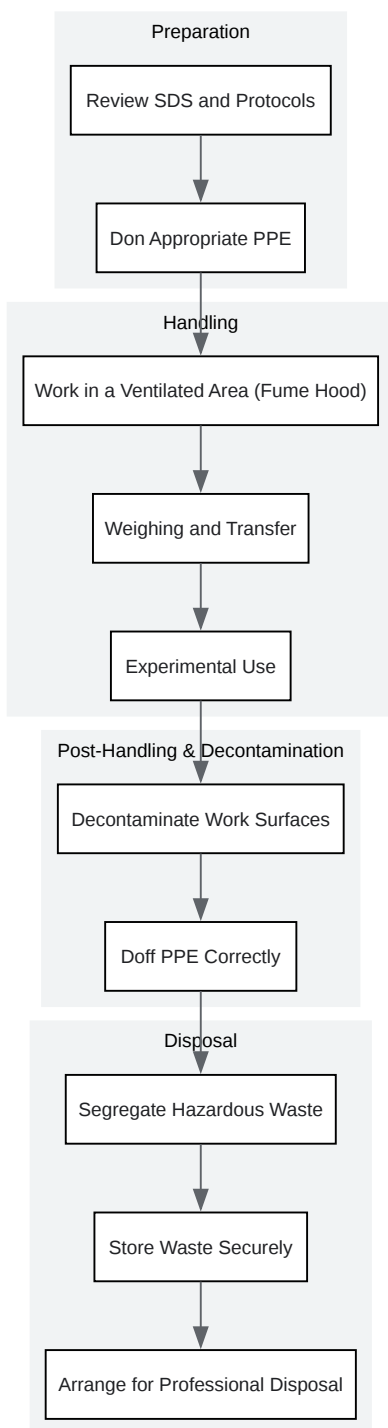 Preparation
Review SDS and Protocols
Don Appropriate PPE
Handling
Work in a Ventilated Area (Fume Hood)
Weighing and Transfer
Experimental Use
Post-Handling & Decontamination
Decontaminate Work Surfaces
Doff PPE Correctly
Disposal
Segregate Hazardous Waste
Store Waste Securely
Arrange for Professional Disposal